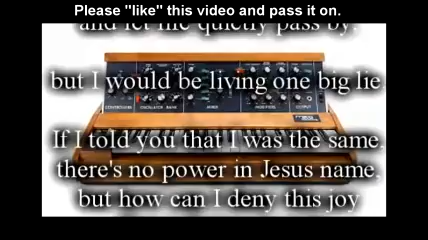 Please "like" this video and pass it on.
and let me quietly pass by,
but I would be living one big lie
If I told you that I was the same,
there's no power in Jesus name,
but how can I deny this joy